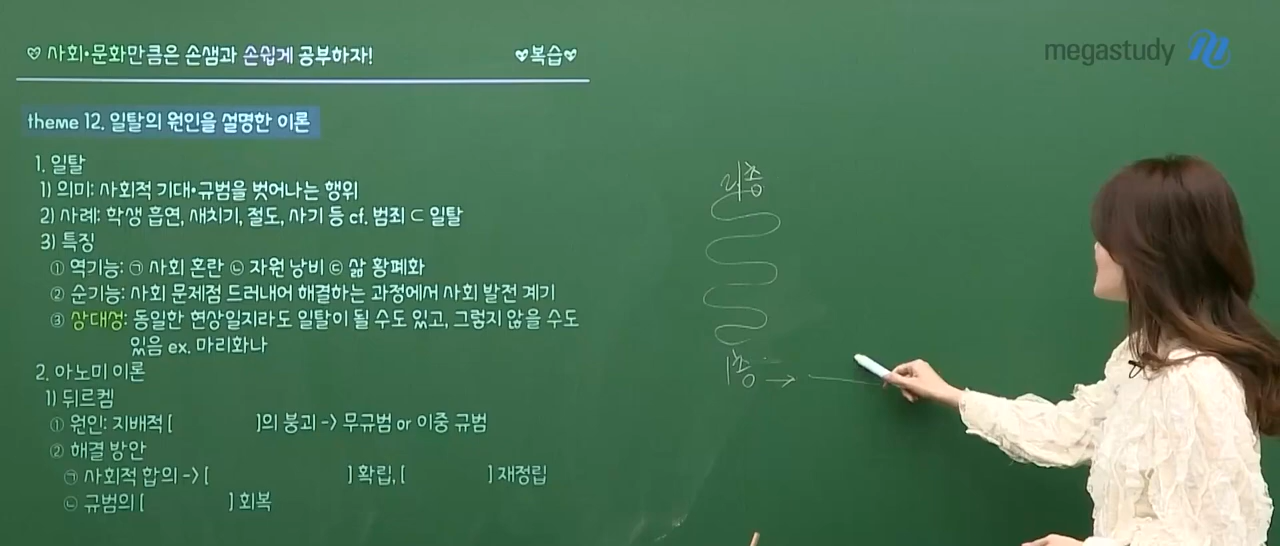 ♡ 사회•문화만큼은 손샘과 손쉽게 공부하자!
♥복습♥
megastudy
theme 12. 일탈의 원인을 설명한 이론
1. 일탈
1) 의미: 사회적 기대•규범을 벗어나는 행위
2) 사례: 학생 흡연, 새치기, 절도, 사기 등 cf. 범죄 ⊂ 일탈
3) 특징
① 역기능: ㉠ 사회 혼란 ㉡ 자원 낭비 ㉢ 삶 황폐화
② 순기능: 사회 문제점 드러내어 해결하는 과정에서 사회 발전 계기
③ 상대성: 동일한 현상일지라도 일탈이 될 수도 있고, 그렇지 않을 수도
있음 ex. 마리화나
2. 아노미 이론
1) 뒤르켐
① 원인: 지배적 [ ]의 붕괴 -> 무규범 or 이중 규범
② 해결 방안
㉠ 사회적 합의 -> [ ] 확립, [ ] 재정립
㉡ 규범의 [ ] 회복
1층 →